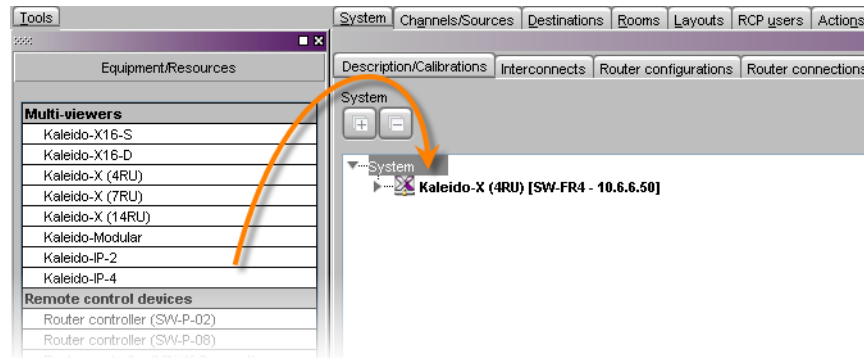 Tools
Equipment/Resources
Multi-viewers
Kaleido-X16-S
Kaleido-X16-D
Kaleido-X (4RU)
Kaleido-X (7RU)
Kaleido-X (14RU)
Kaleido-Modular
Kaleido-IP-2
Kaleido-IP-4
Remote control devices
Router controller (SW-P-02)
Router controller (SW-P-08)
System Channels/Sources Destinations Rooms Layouts RCP users Actions
Description/Calibrations Interconnects Router configurations Router connections
System
System
Kaleido-X (4RU) [SW-FR4 - 10.6.6.50]